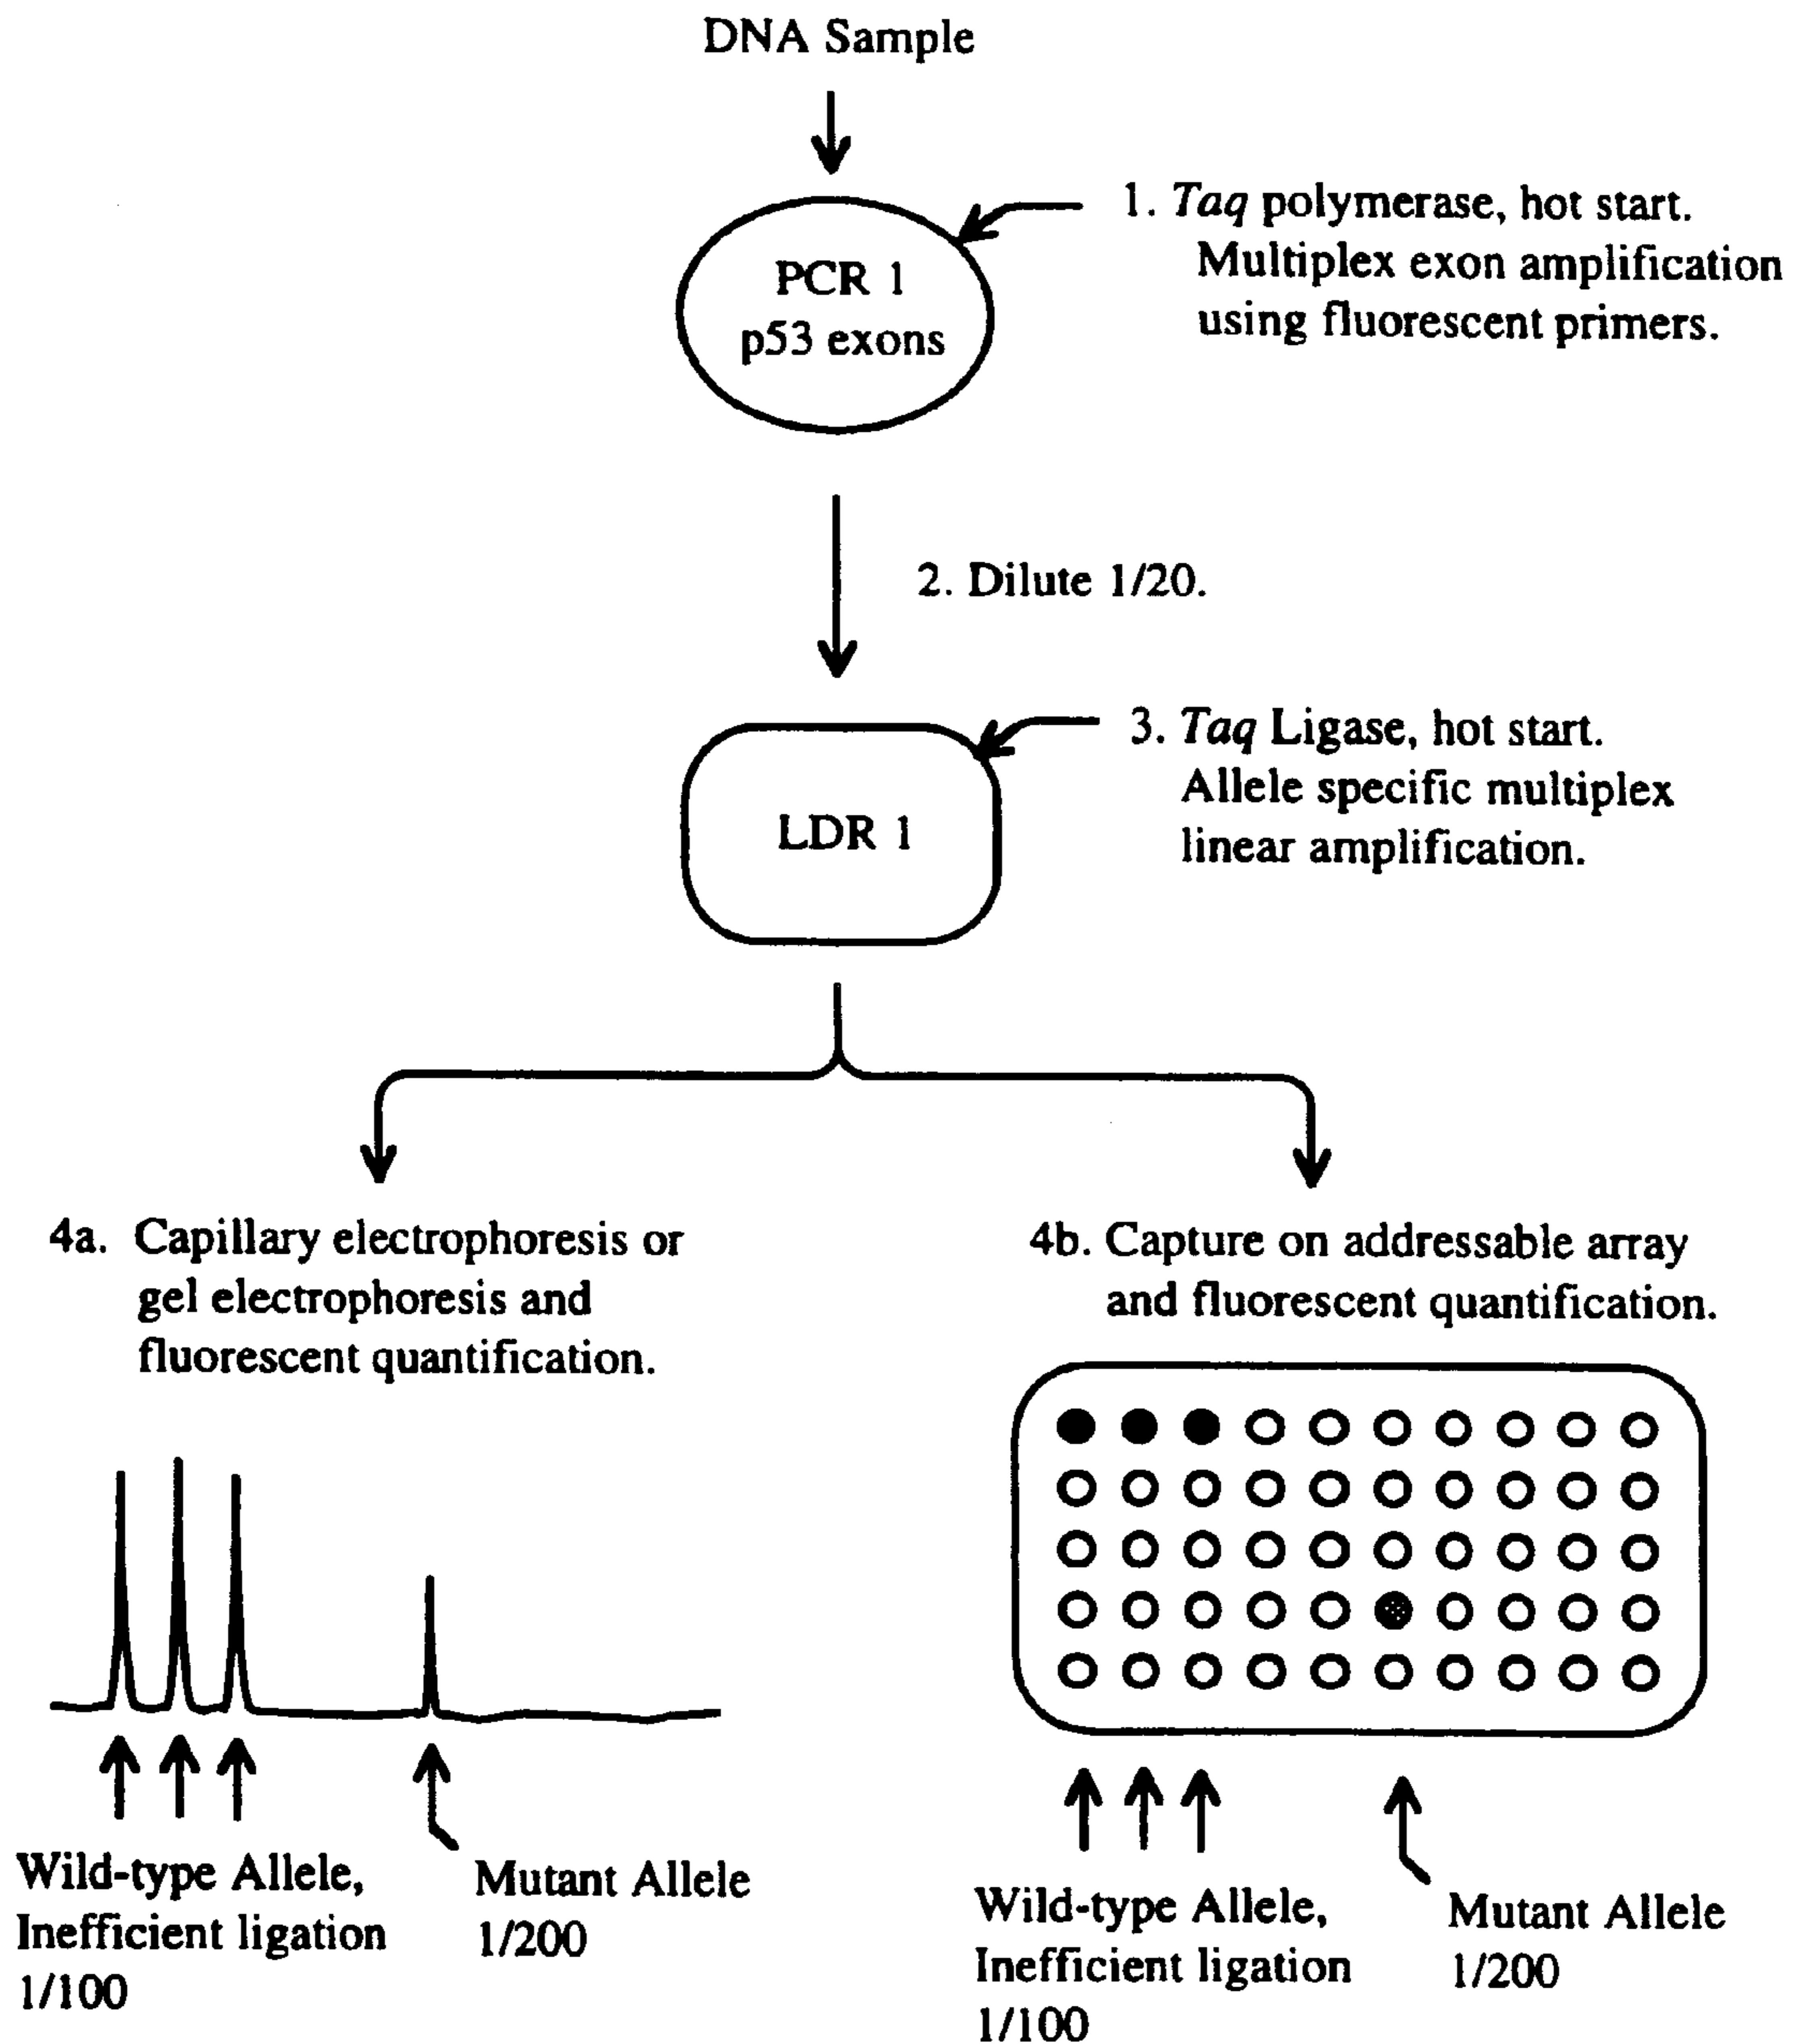 DNA Sample
1. Taq polymerase, hot start.
Multiplex exon amplification
using fluorescent primers.
PCR 1
p53 exons
2. Dilute 1/20.
3. Taq Ligase, hot start.
Allele specific multiplex
linear amplification.
LDR 1
4a. Capillary electrophoresis or
gel electrophoresis and
fluorescent quantification.
4b. Capture on addressable array
and fluorescent quantification.
Wild-type Allele,
Inefficient ligation
1/100
Mutant Allele
1/200
Wild-type Allele,
Inefficient ligation
1/100
Mutant Allele
1/200